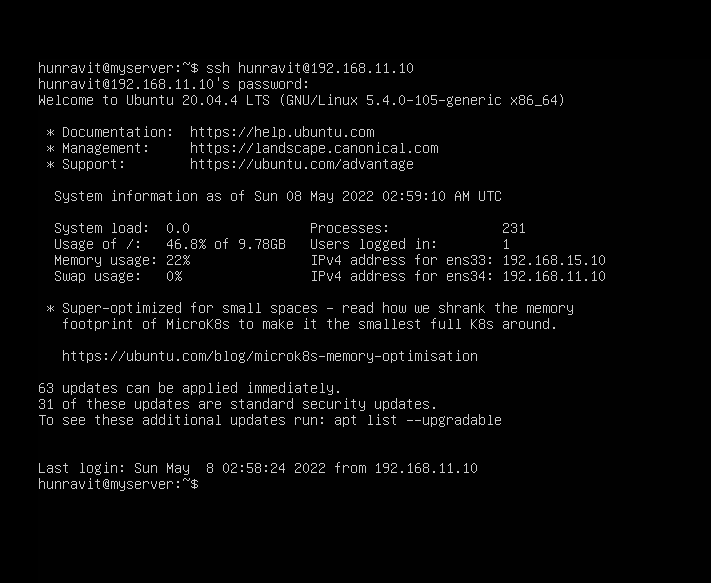 hunravit@myserver:~$ ssh hunravit@192.168.11.10
hunravit@192.168.11.10's password:
Welcome to Ubuntu 20.04.4 LTS (GNU/Linux 5.4.0-105-generic x86_64)

 * Documentation:  https://help.ubuntu.com
 * Management:     https://landscape.canonical.com
 * Support:        https://ubuntu.com/advantage

  System information as of Sun 08 May 2022 02:59:10 AM UTC

  System load:  0.0               Processes:              231
  Usage of /:   46.8% of 9.78GB   Users logged in:        1
  Memory usage: 22%               IPv4 address for ens33: 192.168.15.10
  Swap usage:   0%                IPv4 address for ens34: 192.168.11.10

 * Super-optimized for small spaces - read how we shrank the memory
   footprint of MicroK8s to make it the smallest full K8s around.

   https://ubuntu.com/blog/microk8s-memory-optimisation

63 updates can be applied immediately.
31 of these updates are standard security updates.
To see these additional updates run: apt list --upgradable


Last login: Sun May  8 02:58:24 2022 from 192.168.11.10
hunravit@myserver:~$